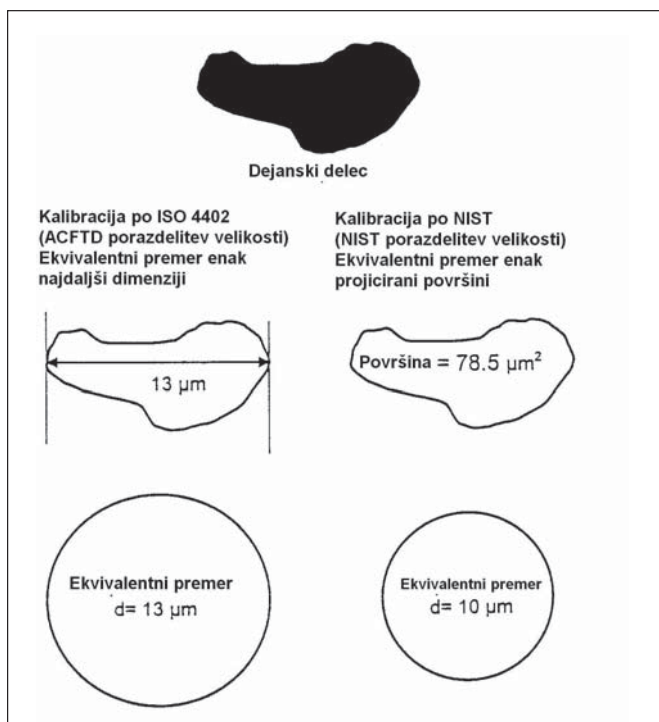 Dejanski delec
Kalibracija po ISO 4402
(ACFTD porazdelitev velikosti)
Ekvivalentni premer enak
najdaljši dimenziji
Kalibracija po NIST
(NIST porazdelitev velikosti)
Ekvivalentni premer enak
projicirani površini
13 µm
Površina = 78.5 µm²
Ekvivalentni premer
d= 13 µm
Ekvivalentni premer
d= 10 µm